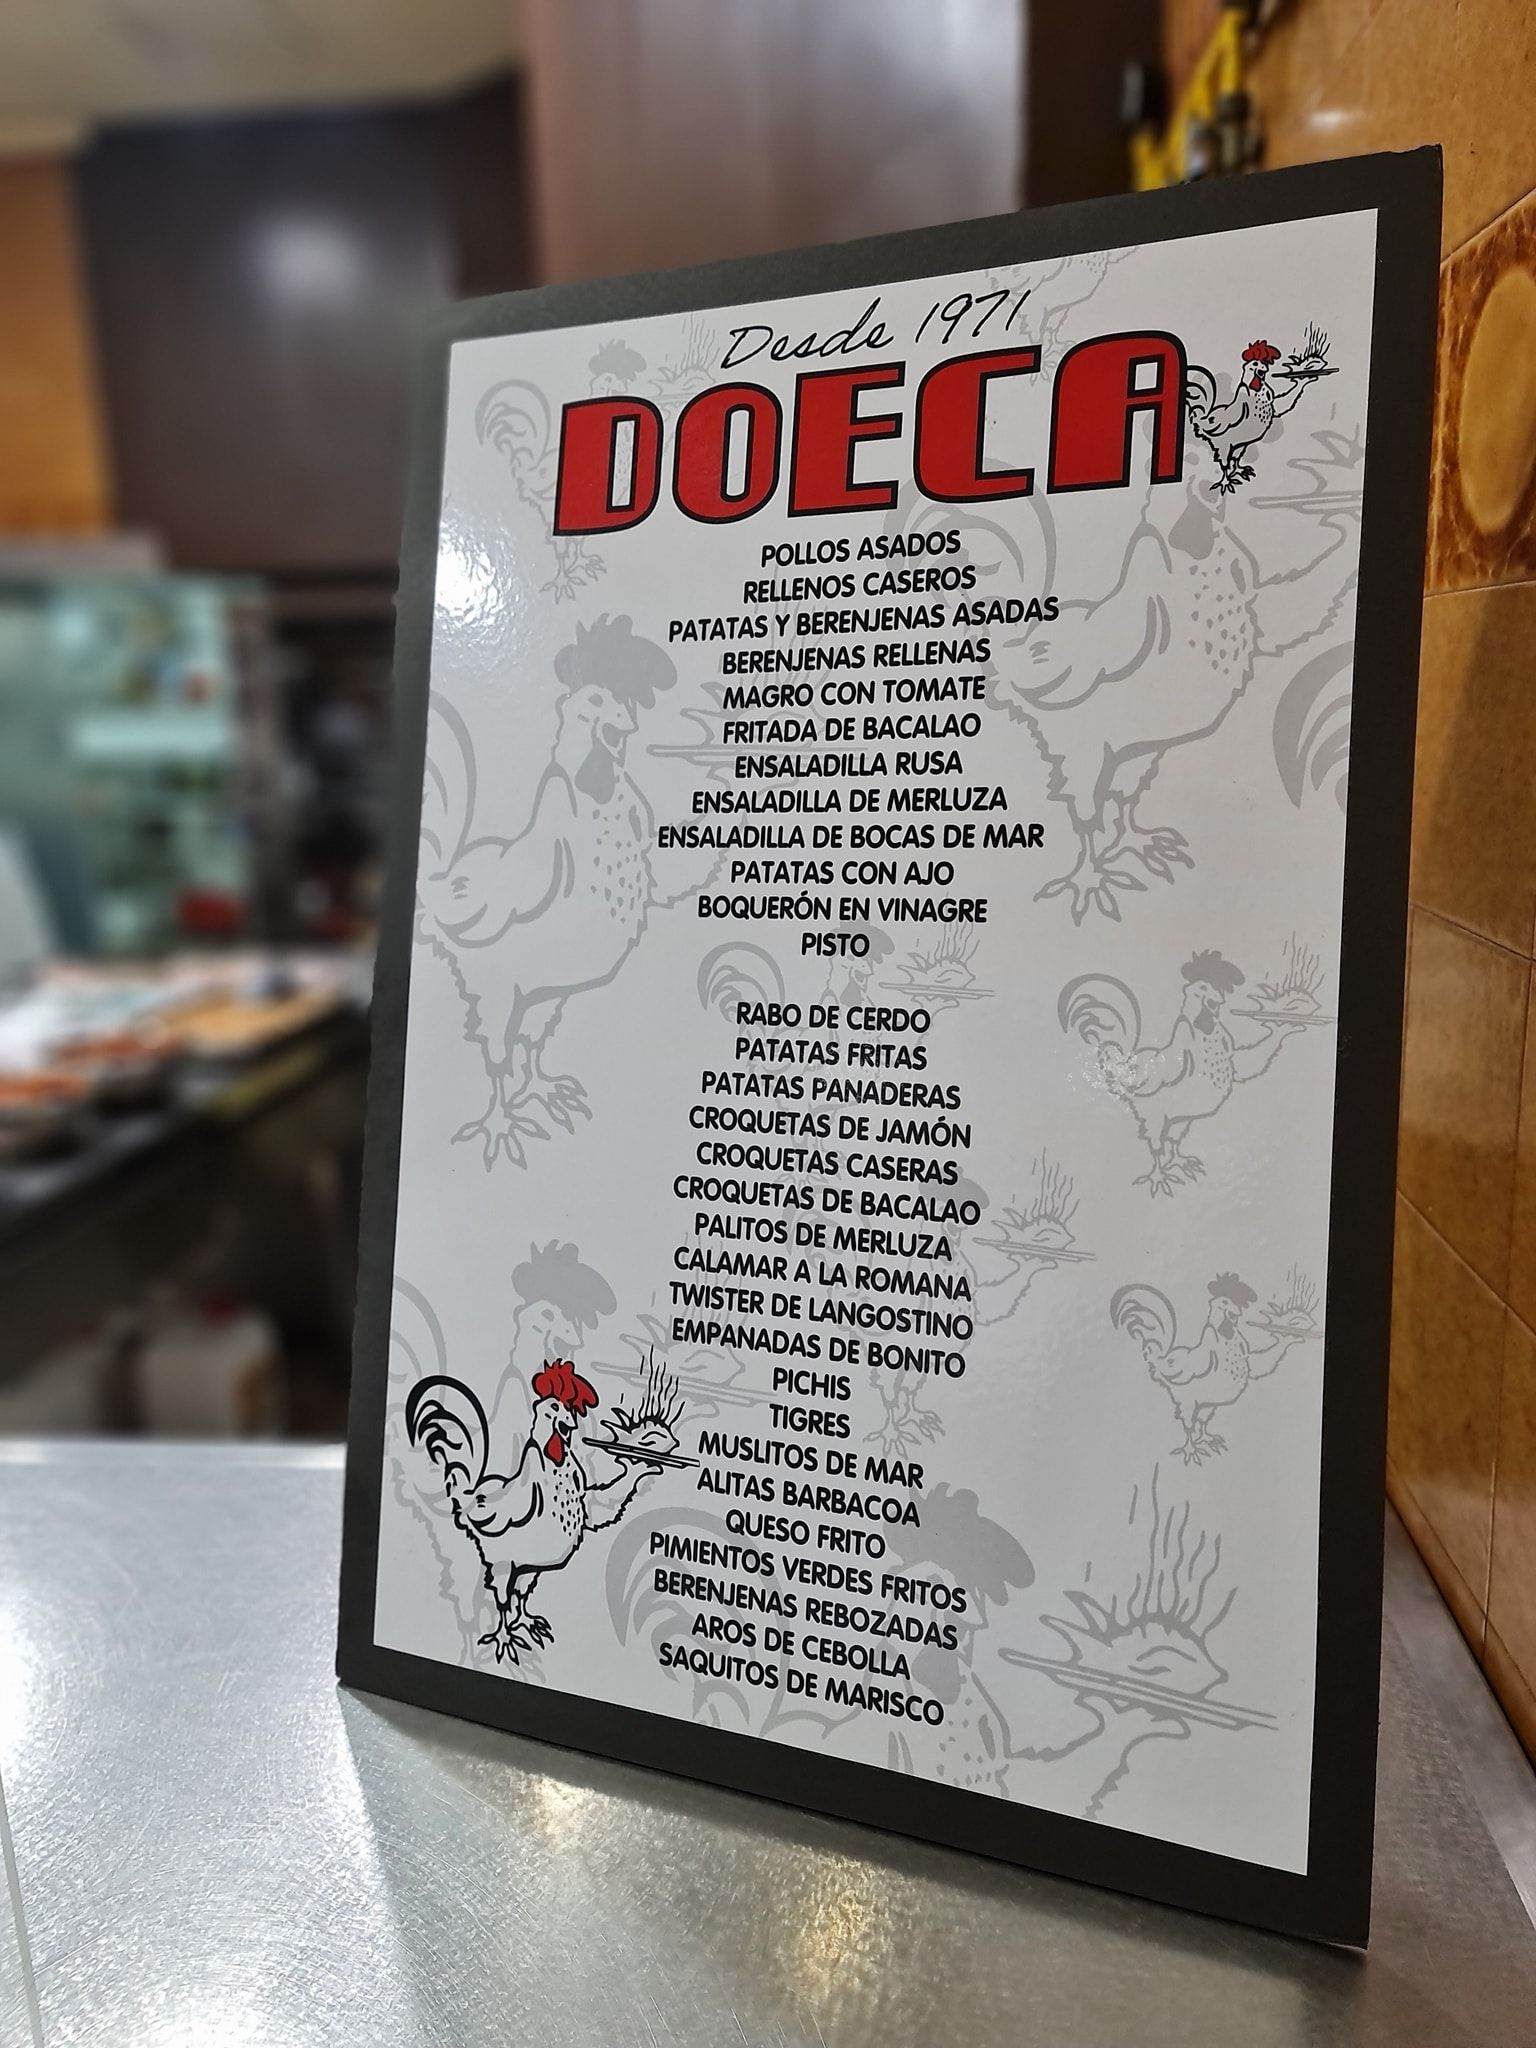 Desde 1971
DOECA
POLLOS ASADOS
RELLENOS CASEROS
PATATAS Y BERENJENAS ASADAS
BERENJENAS RELLENAS
MAGRO CON TOMATE
FRITADA DE BACALAO
ENSALADILLA RUSA
ENSALADILLA DE MERLUZA
ENSALADILLA DE BOCAS DE MAR
PATATAS CON AJO
BOQUERÓN EN VINAGRE
PISTO
RABO DE CERDO
PATATAS FRITAS
PATATAS PANADERAS
CROQUETAS DE JAMÓN
CROQUETAS CASERAS
CROQUETAS DE BACALAO
PALITOS DE MERLUZA
CALAMAR A LA ROMANA
TWISTER DE LANGOSTINO
EMPANADAS DE BONITO
PICHIS
TIGRES
MUSLITOS DE MAR
ALITAS BARBACOA
QUESO FRITO
PIMIENTOS VERDES FRITOS
BERENJENAS REBOZADAS
AROS DE CEBOLLA
SAQUITOS DE MARISCO